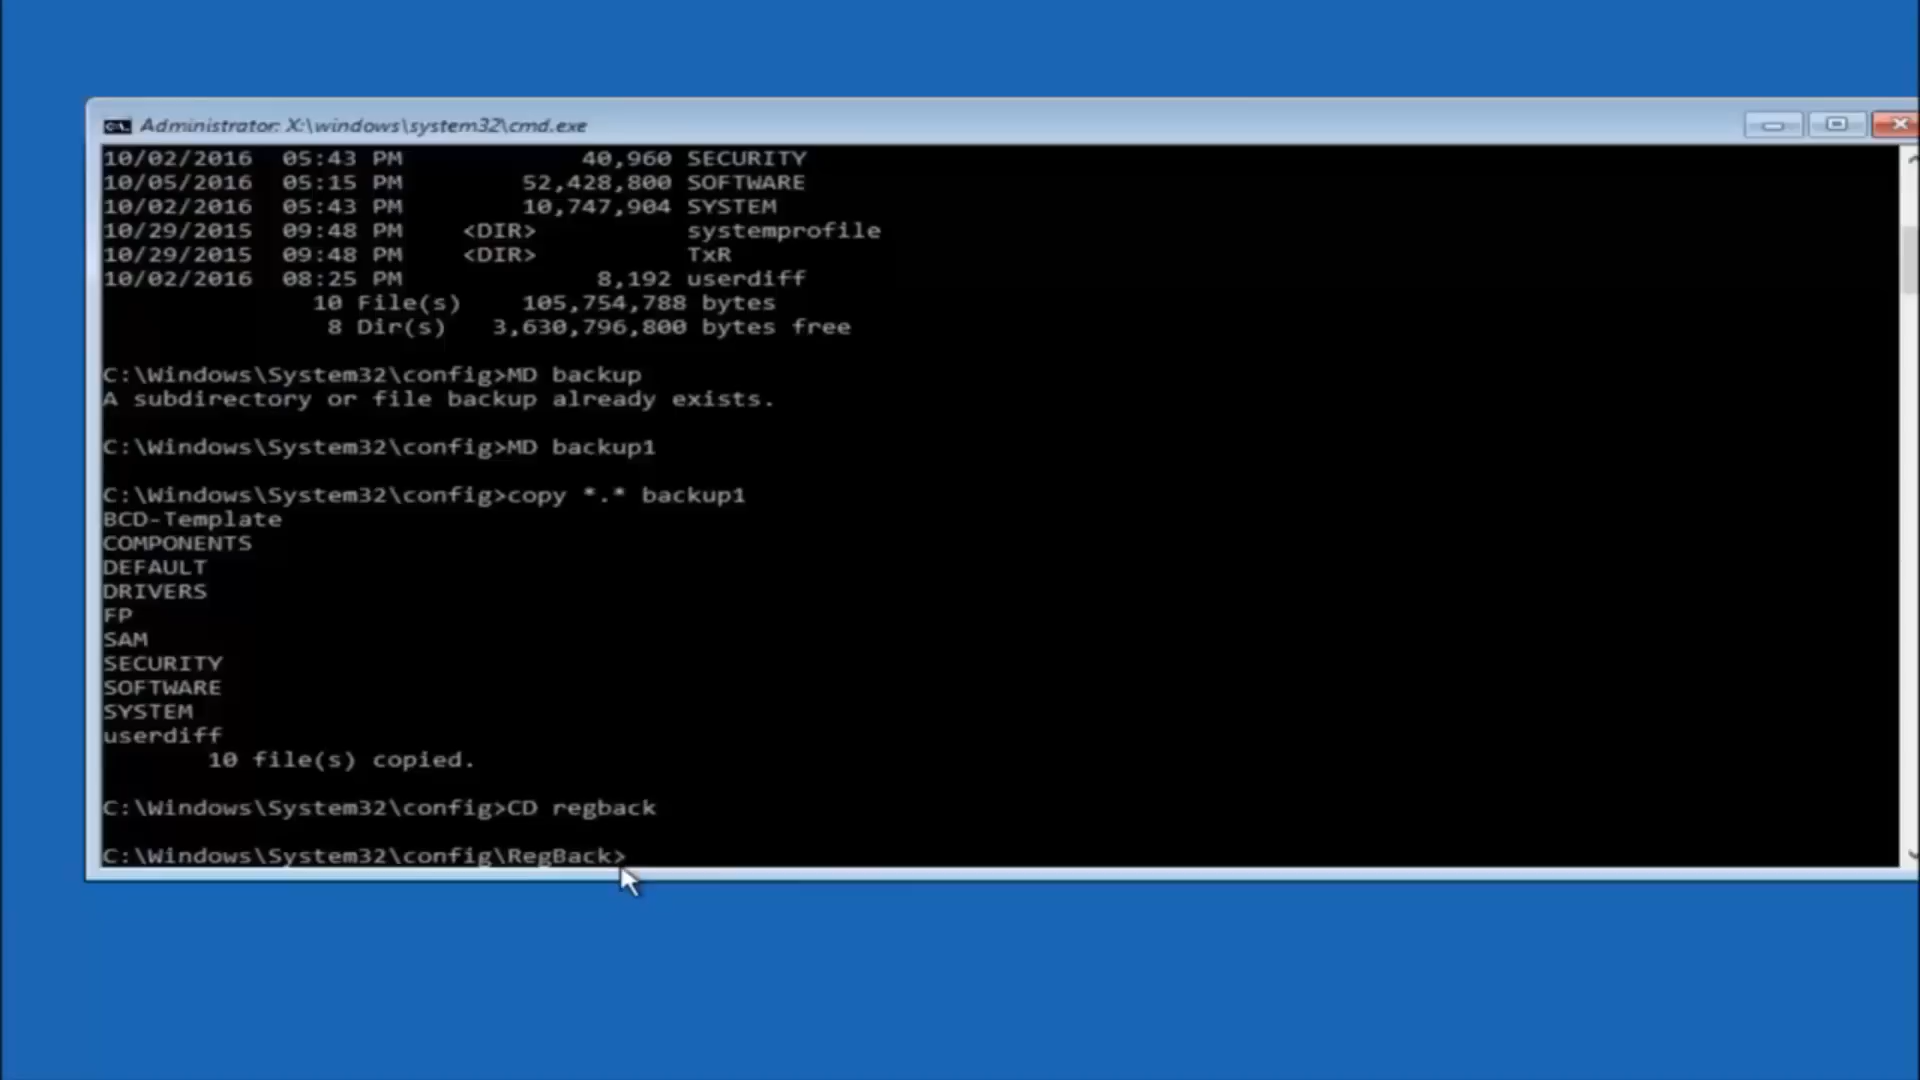 Administrator: X:\windows\system32\cmd.exe
10/02/2016  05:43 PM            40,960 SECURITY
10/05/2016  05:15 PM        52,428,800 SOFTWARE
10/02/2016  05:43 PM        10,747,904 SYSTEM
10/29/2015  09:48 PM    <DIR>          systemprofile
10/29/2015  09:48 PM    <DIR>          TxR
10/02/2016  08:25 PM             8,192 userdiff
              10 File(s)    105,754,788 bytes
               8 Dir(s)   3,630,796,800 bytes free
C:\Windows\System32\config>MD backup
A subdirectory or file backup already exists.
C:\Windows\System32\config>MD backup1
C:\Windows\System32\config>copy *.* backup1
BCD-Template
COMPONENTS
DEFAULT
DRIVERS
FP
SAM
SECURITY
SOFTWARE
SYSTEM
userdiff
       10 file(s) copied.
C:\Windows\System32\config>CD regback
C:\Windows\System32\config\RegBack>